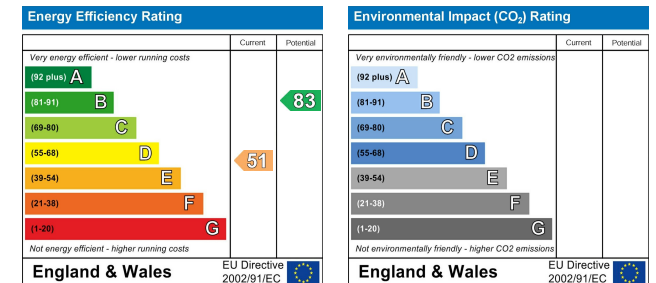 Energy Efficiency Rating
Current Potential
Very energy efficient - lower running costs
(92 plus) A
(81-91) B
83
(69-80) C
(55-68) D
51
(39-54) E
(21-38) F
(1-20) G
Not energy efficient - higher running costs
England & Wales
EU Directive
2002/91/EC
Environmental Impact (CO₂) Rating
Current Potential
Very environmentally friendly - lower CO2 emissions
(92 plus) A
(81-91) B
(69-80) C
(55-68) D
(39-54) E
(21-38) F
(1-20) G
Not environmentally friendly - higher CO2 emissions
England & Wales
EU Directive
2002/91/EC